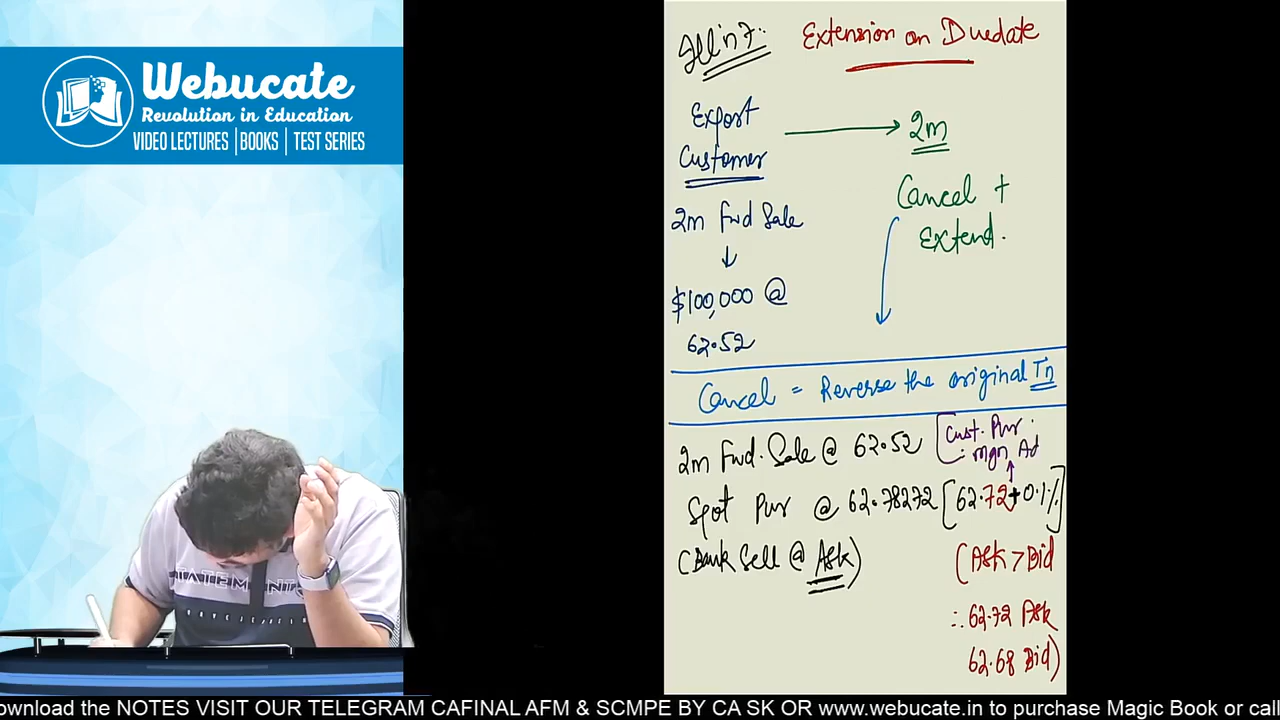 Webucate
Revolution in Education
VIDEO LECTURES | BOOKS | TEST SERIES
STATEMENTS
Ill'n 7:
Extension on Duedate
Export
Customer
2m
Cancel +
Extend.
2m Fwd Sale
$100,000 @
62.52
Cancel = Reverse the original Tn
2m Fwd. Sale @ 62.52 [Cust. Pur.
∴ mgn Ad
Spot Pur @ 62.78272 [62.72+0.1%]
(Bank Sell @ Ask)
(Ask > Bid
∴ 62.72 Ask
62.68 Bid)
ownload the NOTES VISIT OUR TELEGRAM CAFINAL AFM & SCMPE BY CA SK OR www.webucate.in to purchase Magic Book or call